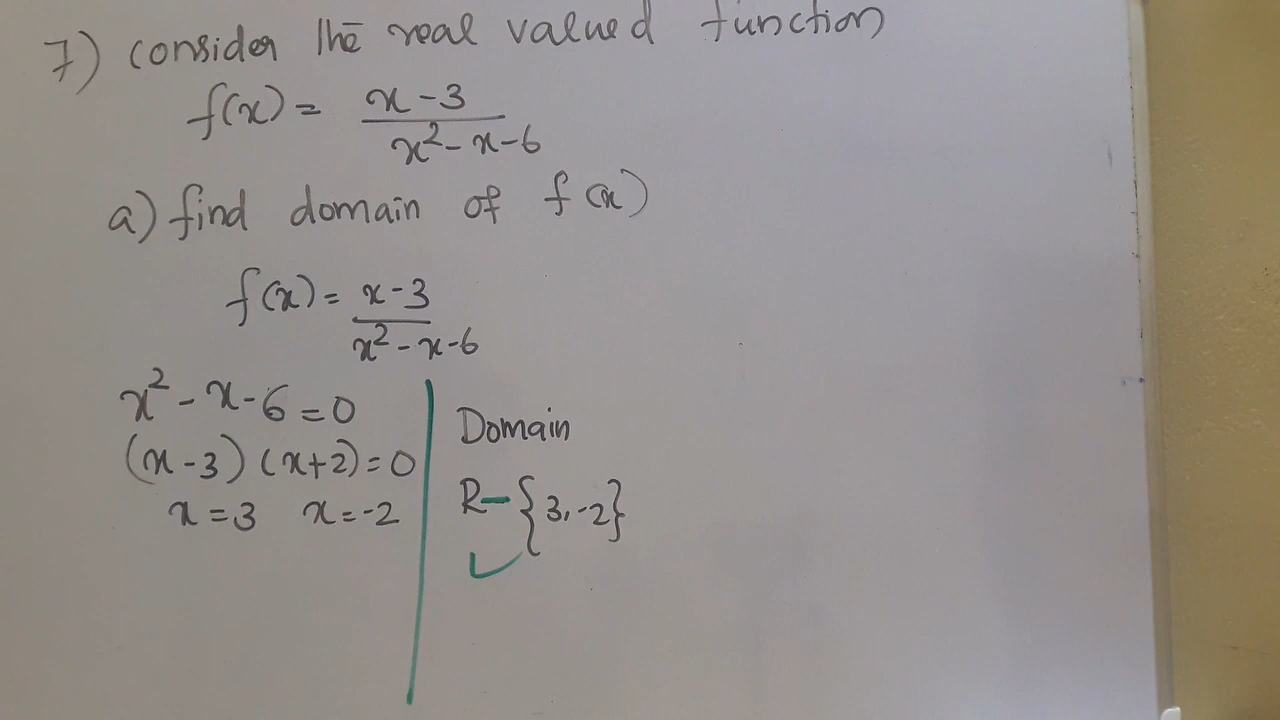 7) consider the real valued function
f(x) = x-3 / x²-x-6
a) find domain of f(x)
f(x) = x-3 / x²-x-6
x²-x-6=0
(x-3)(x+2)=0
x=3 x=-2
Domain
R-{3,-2}